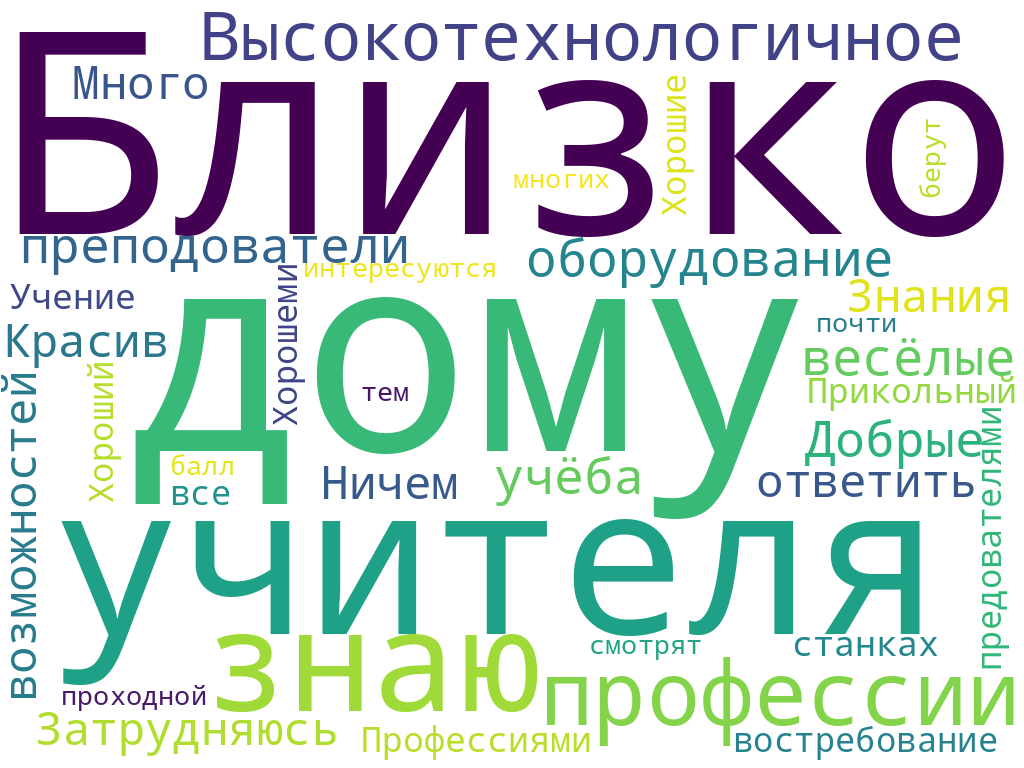 Высокотехнологичное
Близко
Много
Хорошие
берут
многих
преподователи
оборудование
интересуются
Хорошеми
Учение
Знания
дому
почти
Красив
весёлые
Хороший
возможностей
тем
Прикольный
предователями
Добрые
балл
все
Ничем
учёба
ответить
учителя
знаю
смотрят
станках
профессии
проходной
Затрудняюсь
Профессиями
востребование